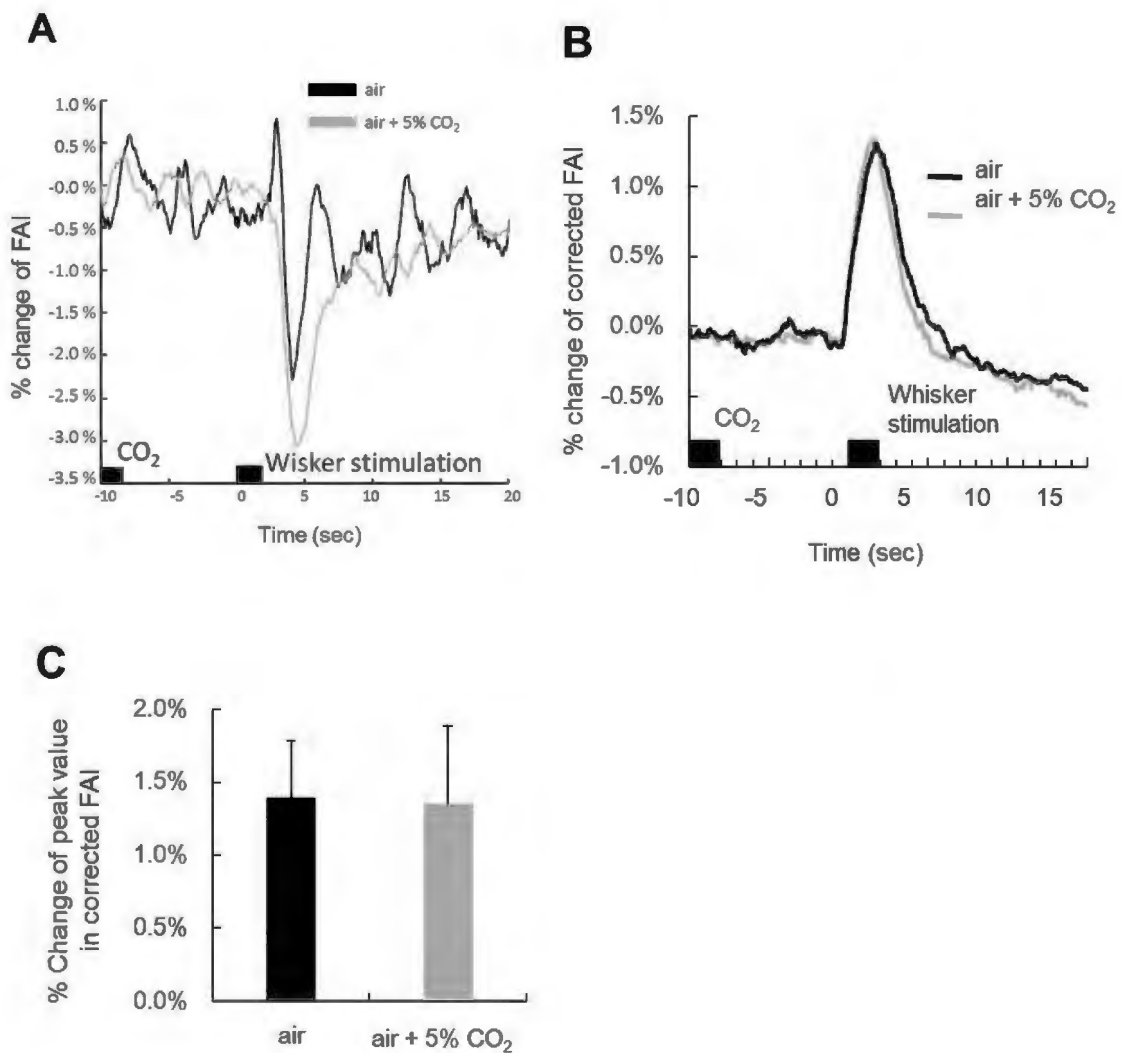 A
air
air + 5% CO₂
1.0 %
0.5 %
-0.0 %
-0.5 %
-1.0 %
-1.5 %
-2.0 %
-2.5 %
-3.0 %
-3.5 %
% change of FAI
CO₂
Wisker stimulation
-10
-5
0
5
10
15
20
Time (sec)
B
1.5%
1.0%
0.5%
0.0%
-0.5%
-1.0%
% change of corrected FAI
air
air + 5% CO₂
CO₂
Whisker
stimulation
-10
-5
0
5
10
15
Time (sec)
C
2.0%
1.5%
1.0%
0.5%
0.0%
% Change of peak value
in corrected FAI
air
air + 5% CO₂